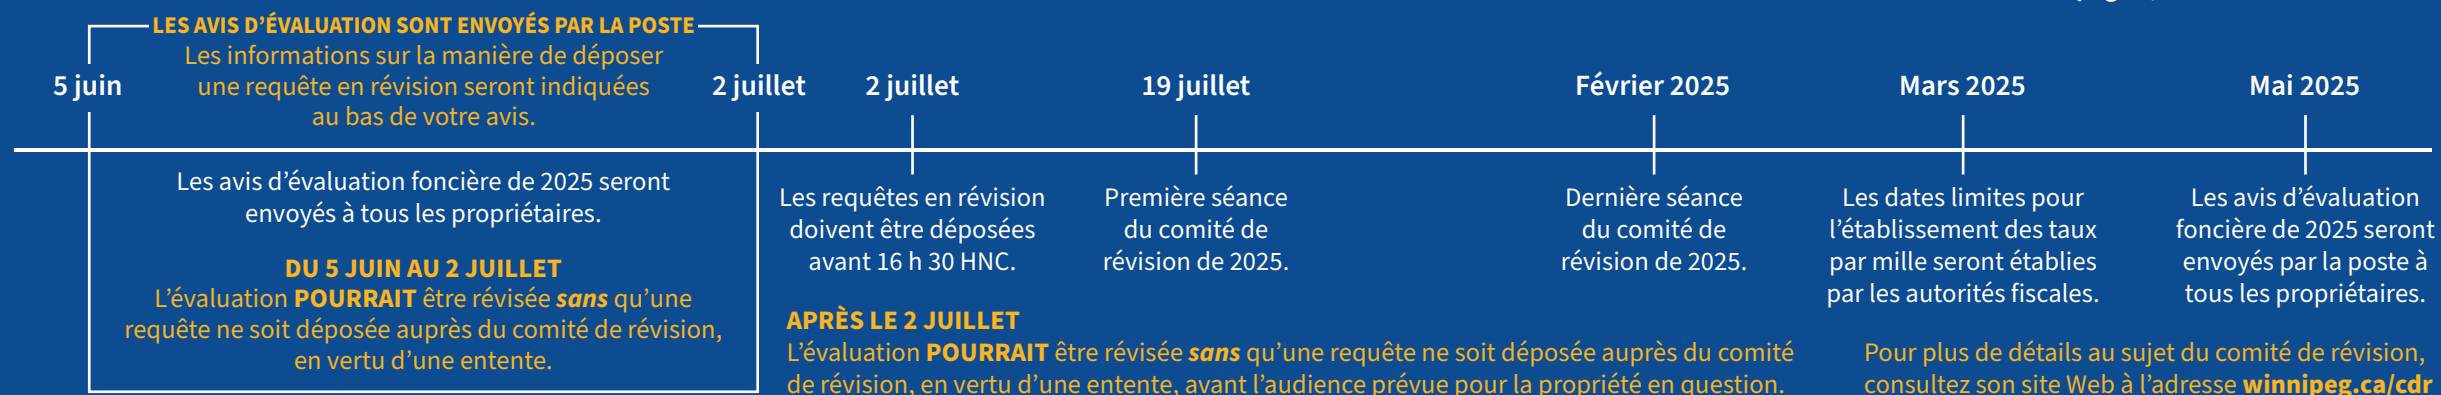 LES AVIS D’ÉVALUATION SONT ENVOYÉS PAR LA POSTE
Les informations sur la manière de déposer
une requête en révision seront indiquées
au bas de votre avis.
5 juin
2 juillet
Les avis d’évaluation foncière de 2025 seront
envoyés à tous les propriétaires.
DU 5 JUIN AU 2 JUILLET
L’évaluation POURRAIT être révisée sans qu’une
requête ne soit déposée auprès du comité de révision,
en vertu d’une entente.
2 juillet
Les requêtes en révision
doivent être déposées
avant 16 h 30 HNC.
19 juillet
Première séance
du comité de
révision de 2025.
Février 2025
Dernière séance
du comité de
révision de 2025.
Mars 2025
Les dates limites pour
l’établissement des taux
par mille seront établies
par les autorités fiscales.
Mai 2025
Les avis d’évaluation
foncière de 2025 seront
envoyés par la poste à
tous les propriétaires.
APRÈS LE 2 JUILLET
L’évaluation POURRAIT être révisée sans qu’une requête ne soit déposée auprès du comité
de révision, en vertu d’une entente, avant l’audience prévue pour la propriété en question.
Pour plus de détails au sujet du comité de révision,
consultez son site Web à l’adresse winnipeg.ca/cdr